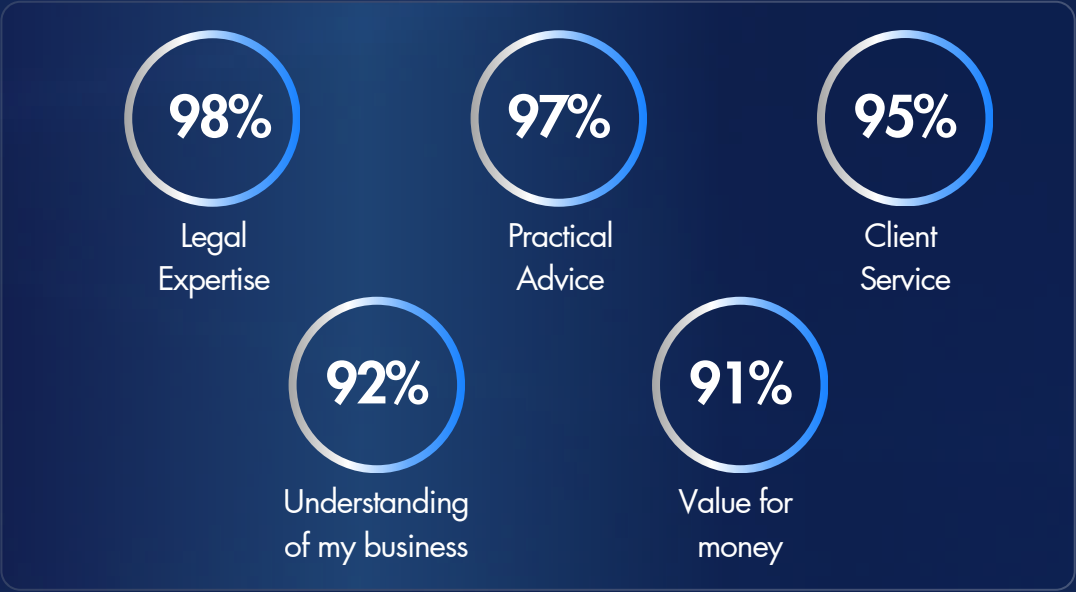 98%
Legal
Expertise
97%
Practical
Advice
95%
Client
Service
92%
Understanding
of my business
91%
Value for
money